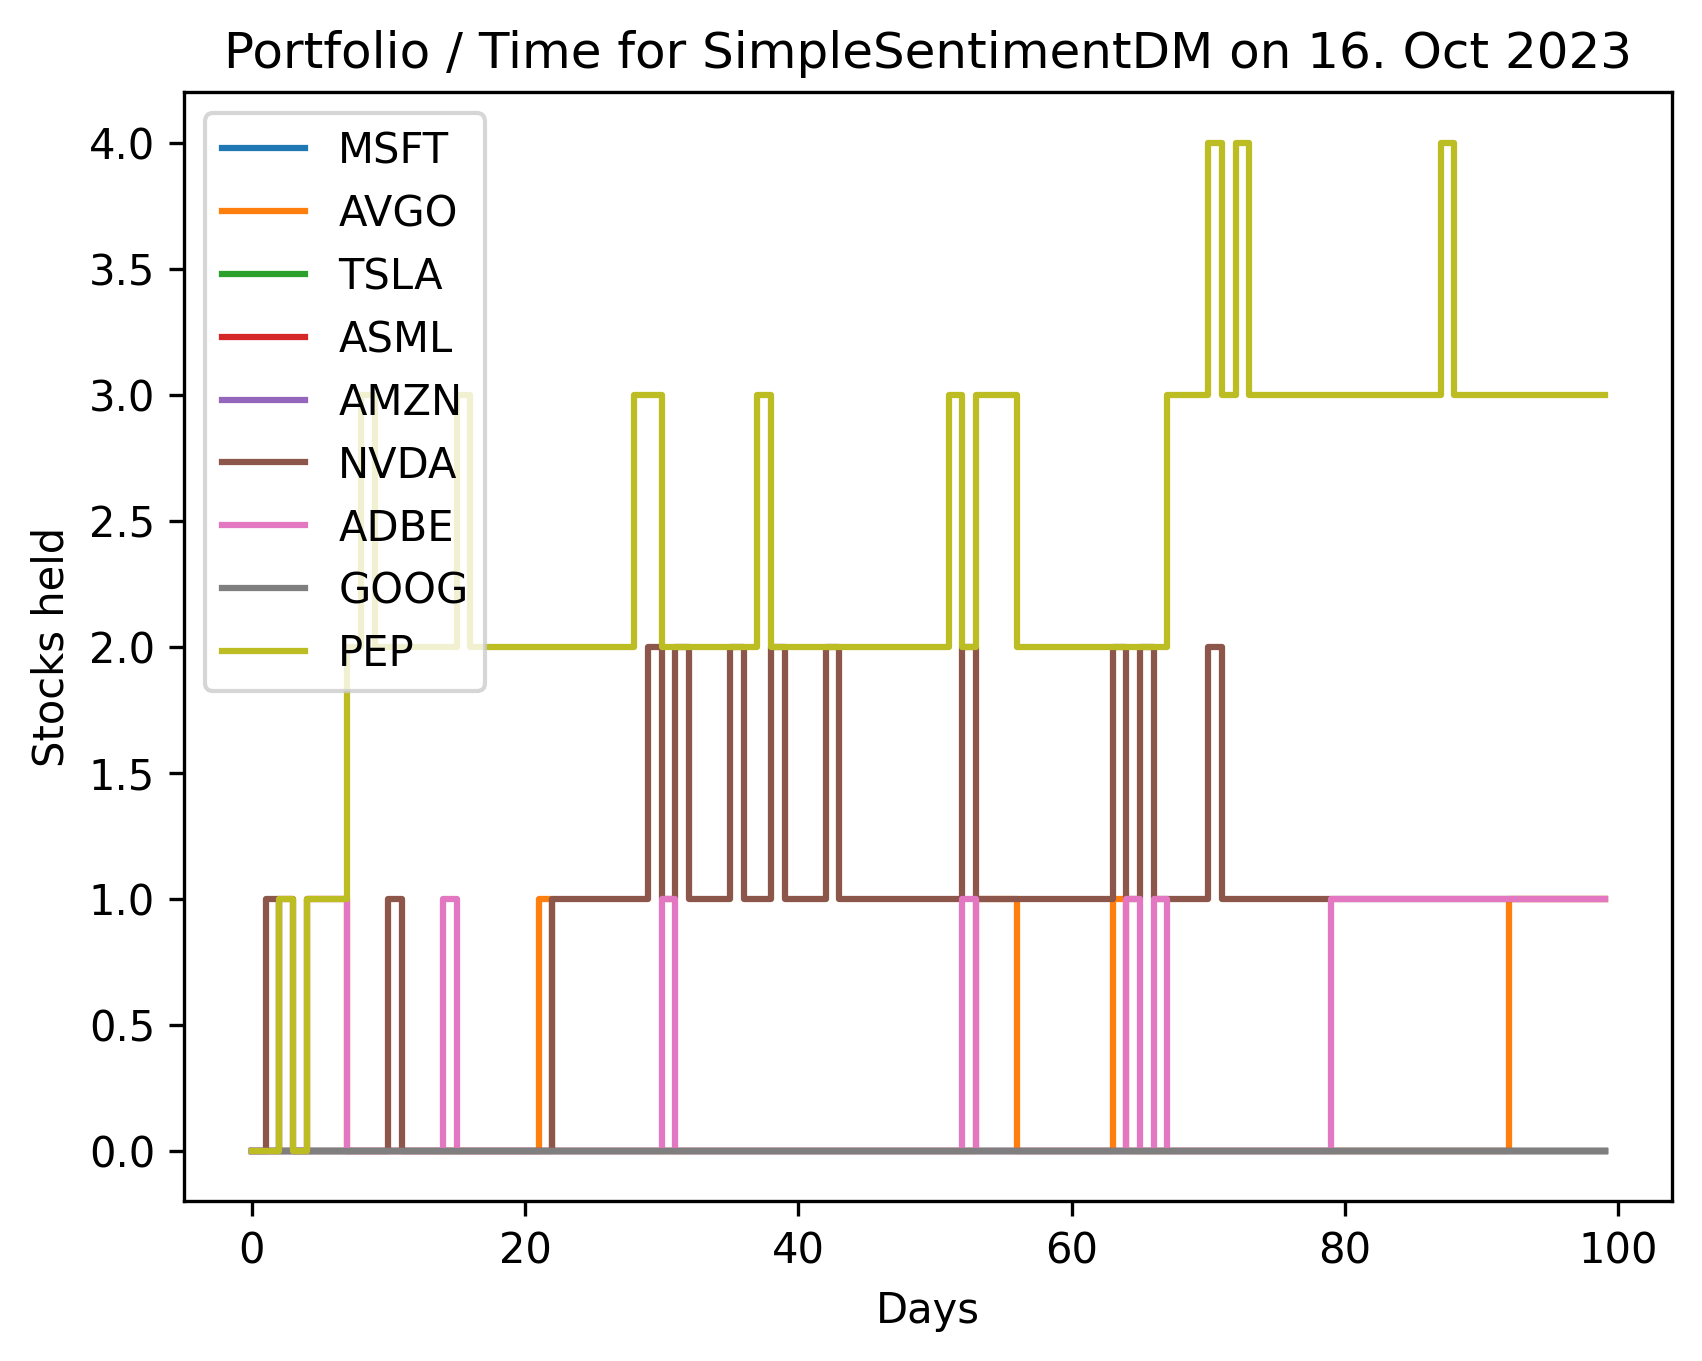 Portfolio / Time for SimpleSentimentDM on 16. Oct 2023
MSFT
AVGO
TSLA
ASML
AMZN
NVDA
ADBE
GOOG
PEP
4.0
3.5
3.0
2.5
2.0
1.5
1.0
0.5
0.0
Stocks held
0 20 40 60 80 100
Days